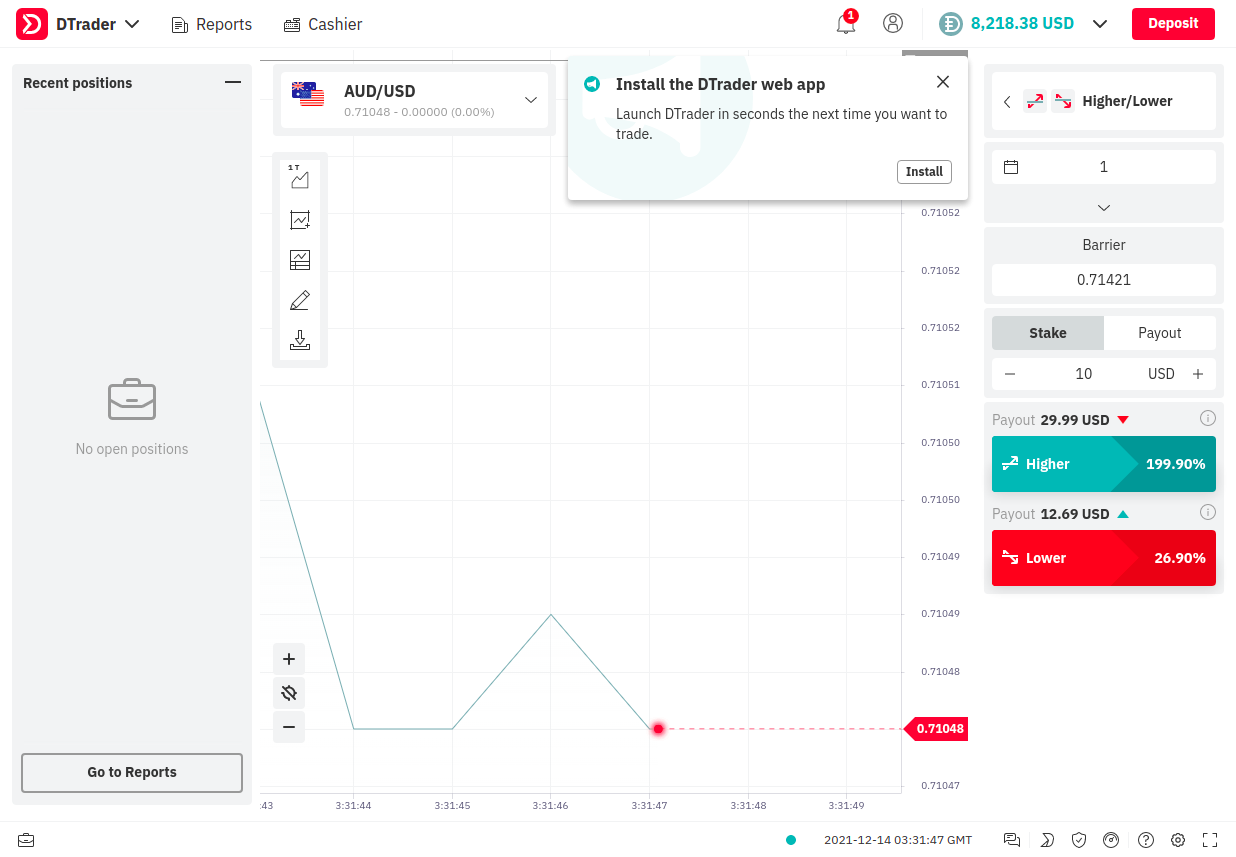 DTrader
Reports
Cashier
1
8,218.38 USD
Deposit
Recent positions
No open positions
Go to Reports
AUD/USD
0.71048 - 0.00000 (0.00%)
1 T
Install the DTrader web app
Launch DTrader in seconds the next time you want to
trade.
Install
0.71052
0.71052
0.71052
0.71051
0.71050
0.71050
0.71049
0.71049
0.71048
0.71048
0.71047
:43
3:31:44
3:31:45
3:31:46
3:31:47
3:31:48
3:31:49
Higher/Lower
1
Barrier
0.71421
Stake
Payout
10
USD
Payout 29.99 USD
Higher
199.90%
Payout 12.69 USD
Lower
26.90%
2021-12-14 03:31:47 GMT